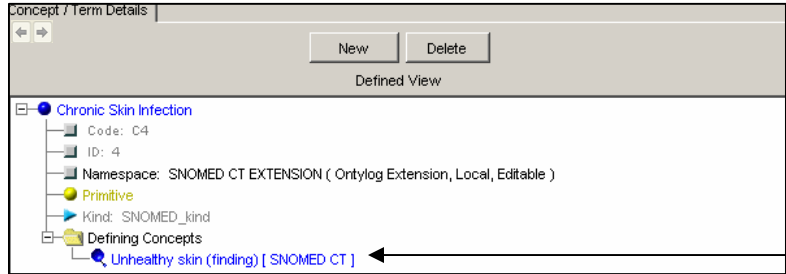 Concept / Term Details
New Delete
Defined View
Chronic Skin Infection
Code: C4
ID: 4
Namespace: SNOMED CT EXTENSION ( Ontylog Extension, Local, Editable )
Primitive
Kind: SNOMED_kind
Defining Concepts
Unhealthy skin (finding) [ SNOMED CT ]